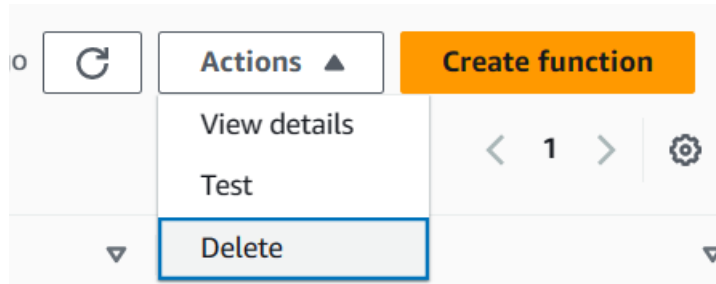 Actions
Create function
View details
1
Test
Delete